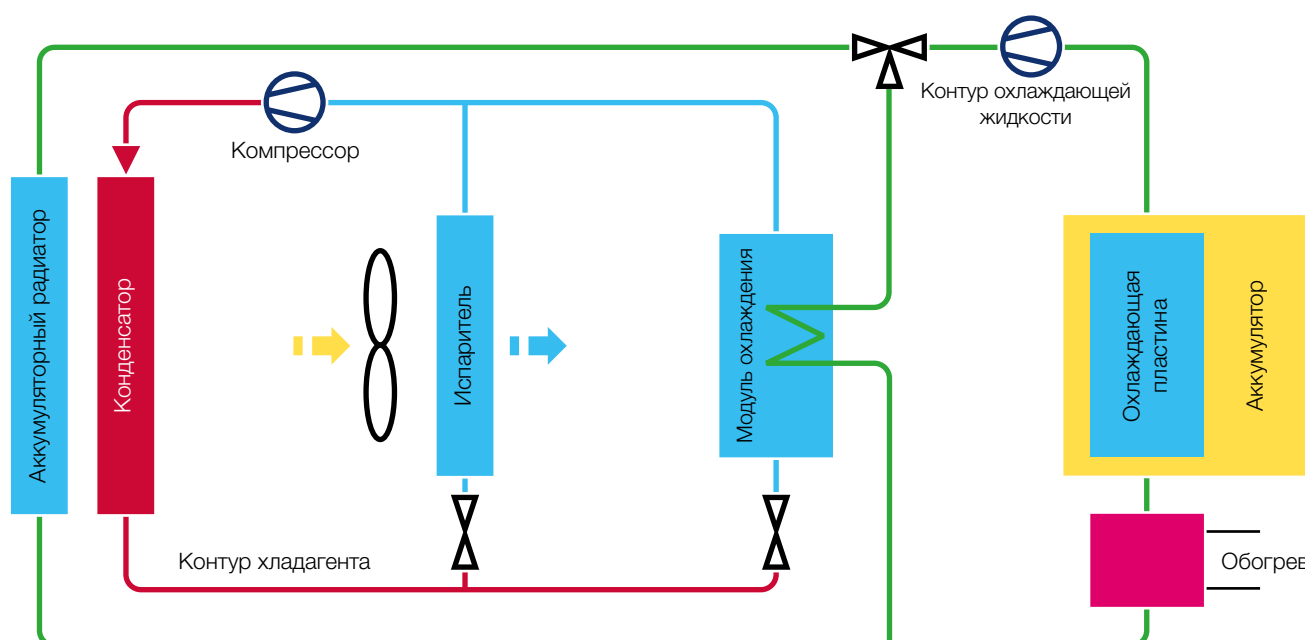 Контур охлаждающей
жидкости
Компрессор
Аккумуляторный радиатор
Конденсатор
Испаритель
Модуль охлаждения
Охлаждающая
пластина
Аккумулятор
Контур хладагента
Обогрев